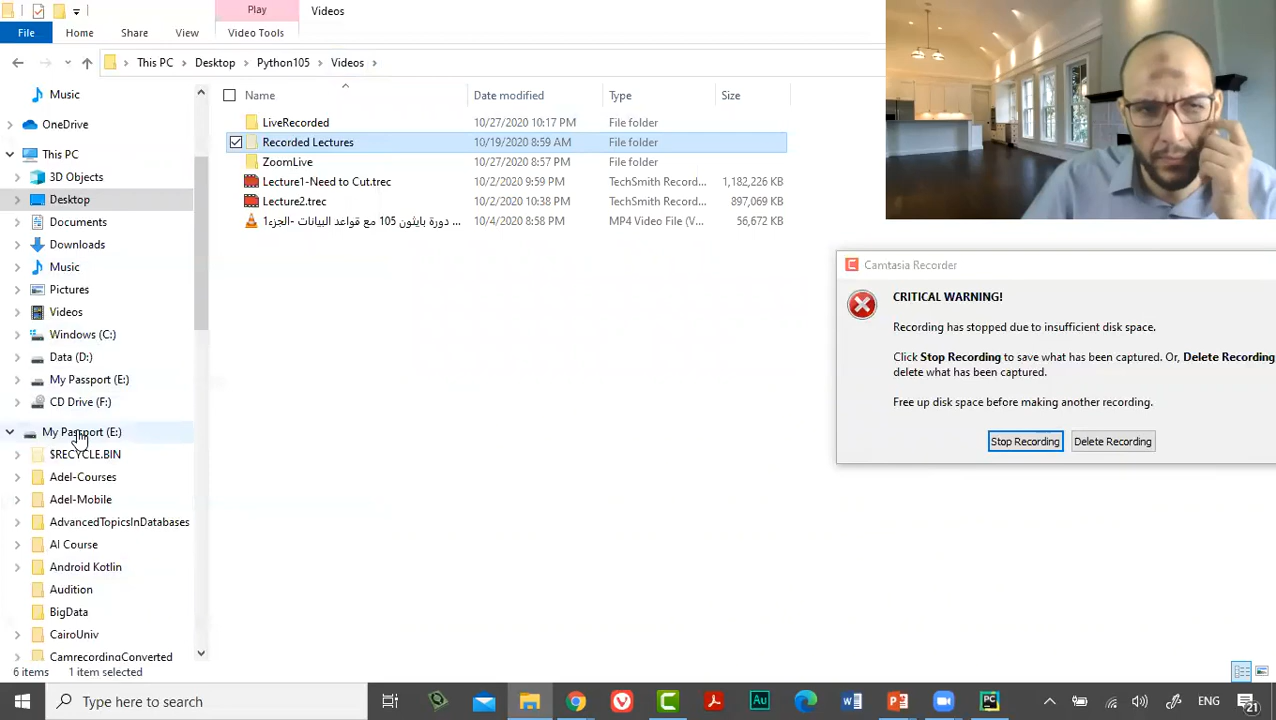 Play
Videos
File
Home
Share
View
Video Tools
This PC
Desktop
Python105
Videos
Music
OneDrive
This PC
3D Objects
Desktop
Documents
Downloads
Music
Pictures
Videos
Windows (C:)
Data (D:)
My Passport (E:)
CD Drive (F:)
My Passport (E:)
$RECYCLE.BIN
Adel-Courses
Adel-Mobile
AdvancedTopicsInDatabases
AI Course
Android Kotlin
Audition
BigData
CairoUniv
CamrecordingConverted
Name Date modified Type Size
LiveRecorded 10/27/2020 10:17 PM File folder
Recorded Lectures 10/19/2020 8:59 AM File folder
ZoomLive 10/27/2020 8:57 PM File folder
Lecture1-Need to Cut.trec 10/2/2020 9:59 PM TechSmith Record... 1,182,226 KB
Lecture2.trec 10/2/2020 10:38 PM TechSmith Record... 897,069 KB
دورة بايثون 105 مع قواعد البيانات -الجزء1 ... 10/4/2020 8:58 PM MP4 Video File (V... 56,672 KB
Camtasia Recorder
CRITICAL WARNING!
Recording has stopped due to insufficient disk space.
Click Stop Recording to save what has been captured. Or, Delete Recording
delete what has been captured.
Free up disk space before making another recording.
Stop Recording
Delete Recording
6 items 1 item selected
Type here to search
ENG
21